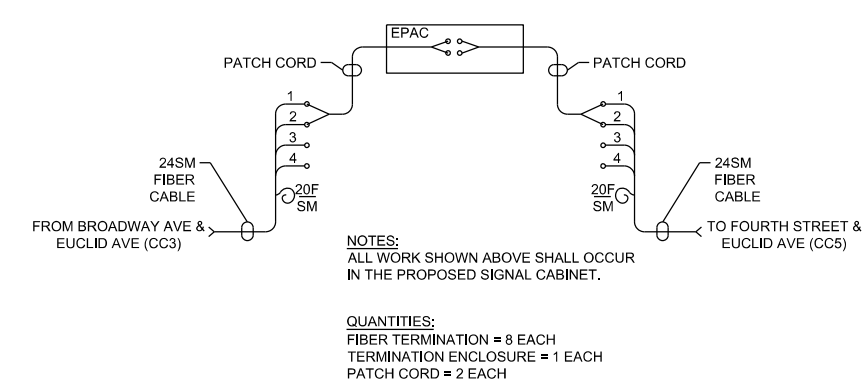 EPAC
PATCH CORD
PATCH CORD
1
2
3
4
1
2
3
4
24SM
FIBER
CABLE
20F
SM
20F
SM
24SM
FIBER
CABLE
FROM BROADWAY AVE &
EUCLID AVE (CC3)
TO FOURTH STREET &
EUCLID AVE (CC5)
NOTES:
ALL WORK SHOWN ABOVE SHALL OCCUR
IN THE PROPOSED SIGNAL CABINET.
QUANTITIES:
FIBER TERMINATION = 8 EACH
TERMINATION ENCLOSURE = 1 EACH
PATCH CORD = 2 EACH